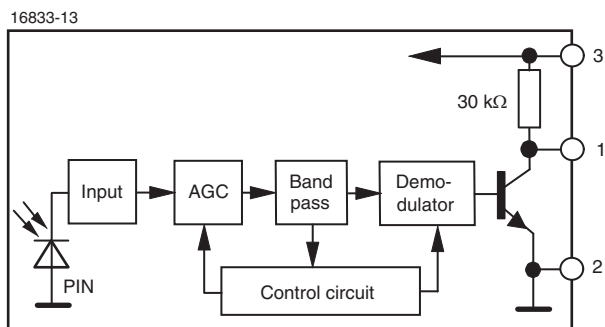 16833-13
3
30 kΩ
1
Input
AGC
Band
pass
Demo-
dulator
2
PIN
Control circuit